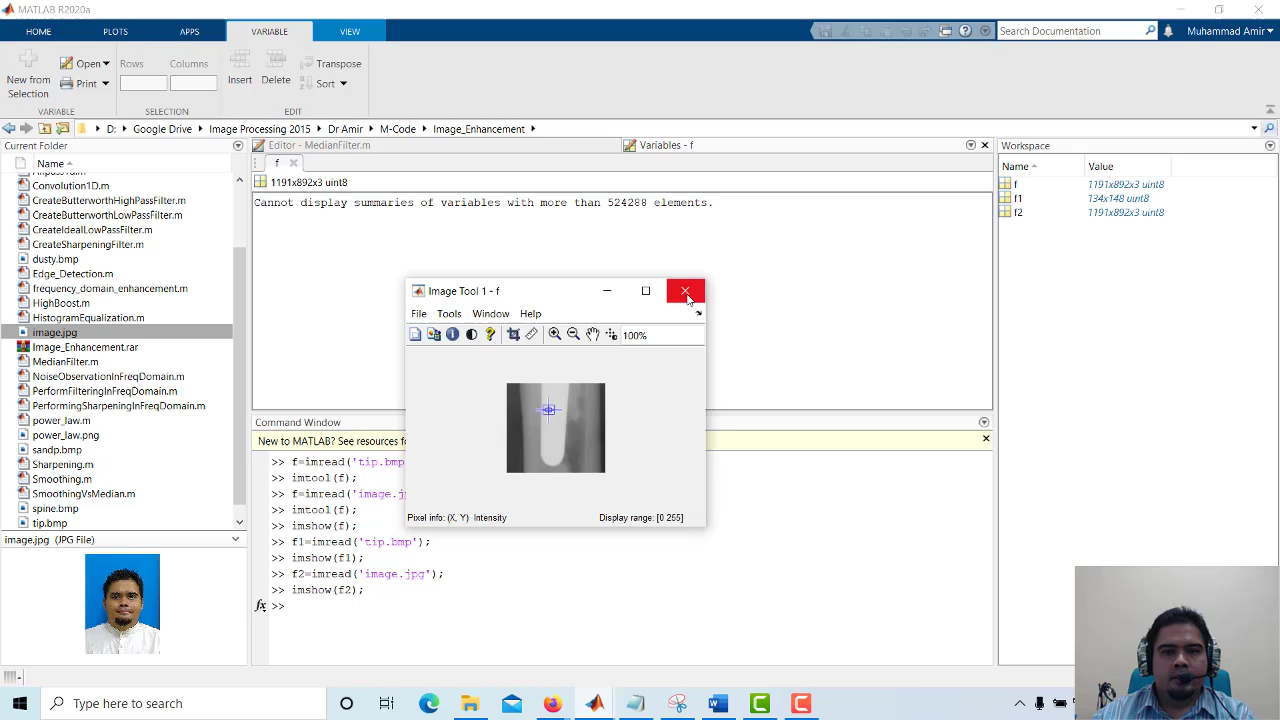 MATLAB R2020a
HOME PLOTS APPS VARIABLE VIEW Search Documentation Muhammad Amir
New from Selection Open Print Rows Columns Insert Delete Transpose Sort
VARIABLE SELECTION EDIT
D: Google Drive Image Processing 2015 Dr Amir M-Code Image_Enhancement
Current Folder
Name
Convolution1D.m
CreateButterworthHighPassFilter.m
CreateButterworthLowPassFilter.m
CreateIdealLowPassFilter.m
CreateSharpeningFilter.m
dusty.bmp
Edge_Detection.m
frequency_domain_enhancement.m
HighBoost.m
HistogramEqualization.m
image.jpg
Image_Enhancement.rar
MedianFilter.m
NoiseObservationInFreqDomain.m
PerformFilteringInFreqDomain.m
PerformingSharpeningInFreqDomain.m
power_law.m
power_law.png
sandp.bmp
Sharpening.m
Smoothing.m
SmoothingVsMedian.m
spine.bmp
tip.bmp
image.jpg (JPG File)
Editor - MedianFilter.m Variables - f
f
1191x892x3 uint8
Cannot display summaries of variables with more than 524288 elements.
Image Tool 1 - f
File Tools Window Help
100%
Pixel info: (X, Y) Intensity Display range: [0 255]
Command Window
New to MATLAB? See resources fo
>> f=imread('tip.bmp
>> imtool(f);
>> f=imread('image.jp
>> imtool(f);
>> imshow(f);
>> f1=imread('tip.bmp');
>> imshow(f1);
>> f2=imread('image.jpg');
>> imshow(f2);
fx >>
Workspace
Name Value
f 1191x892x3 uint8
f1 134x148 uint8
f2 1191x892x3 uint8
Type here to search